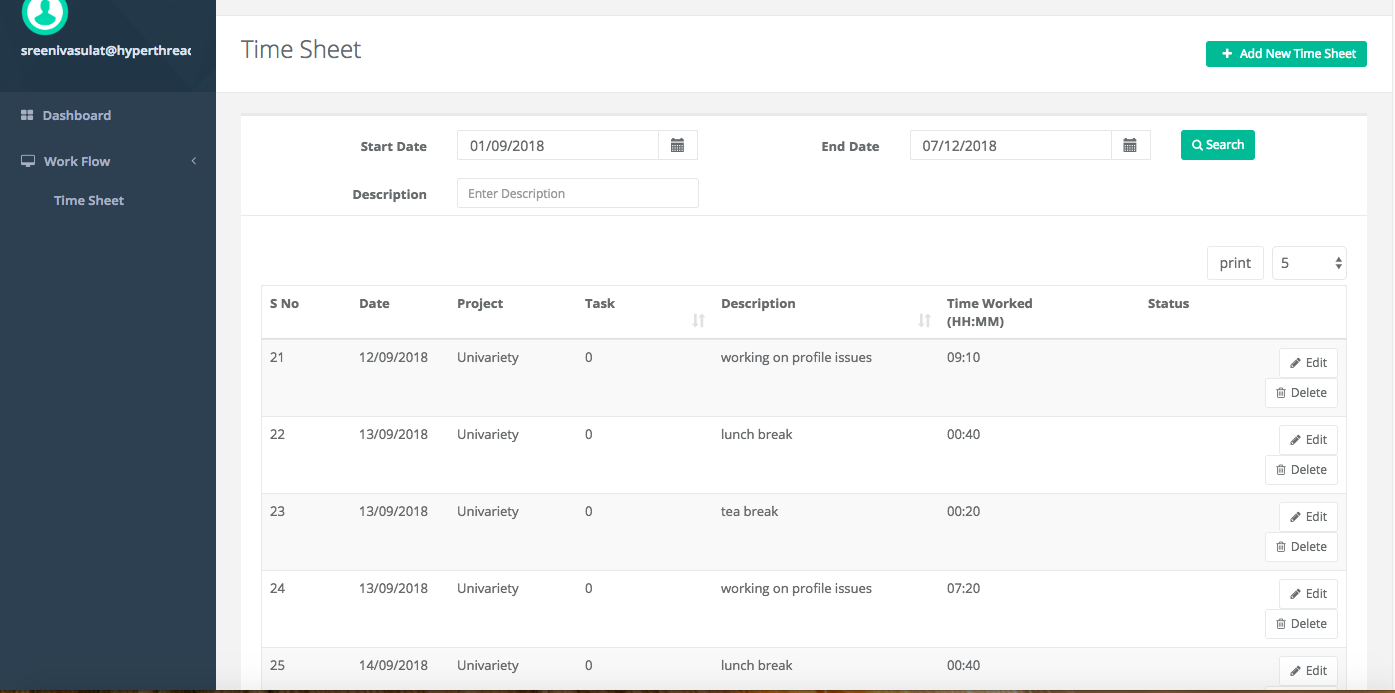 sreenivasulat@hyperthreac
Time Sheet
Add New Time Sheet
Dashboard
Work Flow
Time Sheet
Start Date 01/09/2018 End Date 07/12/2018 Search
Description Enter Description
print 5
S No Date Project Task Description Time Worked (HH:MM) Status
21 12/09/2018 Univariety 0 working on profile issues 09:10 Edit
Delete
22 13/09/2018 Univariety 0 lunch break 00:40 Edit
Delete
23 13/09/2018 Univariety 0 tea break 00:20 Edit
Delete
24 13/09/2018 Univariety 0 working on profile issues 07:20 Edit
Delete
25 14/09/2018 Univariety 0 lunch break 00:40 Edit